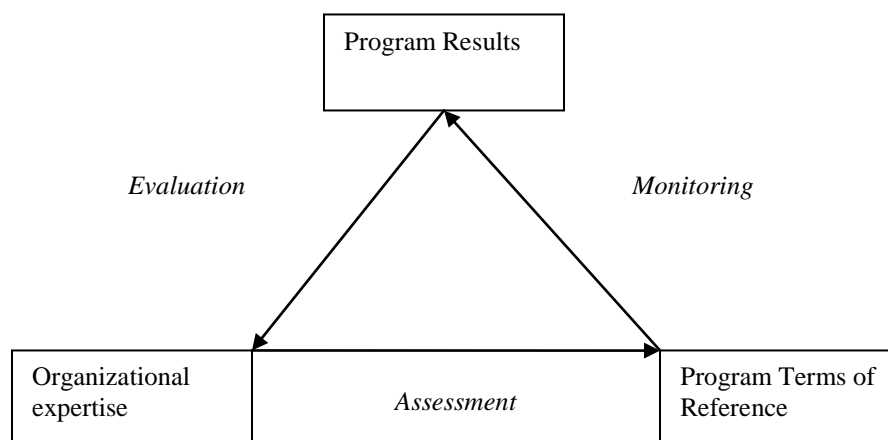 Program Results
Evaluation
Monitoring
Organizational
expertise
Assessment
Program Terms of
Reference